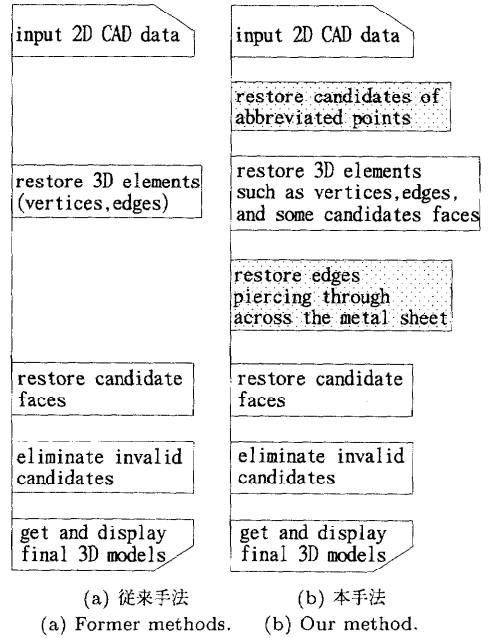 input 2D CAD data
restore 3D elements
(vertices,edges)
restore candidate
faces
eliminate invalid
candidates
get and display
final 3D models
(a) 従来手法
(a) Former methods.
input 2D CAD data
restore candidates of
abbreviated points
restore 3D elements
such as vertices,edges,
and some candidates faces
restore edges
piercing through
across the metal sheet
restore candidate
faces
eliminate invalid
candidates
get and display
final 3D models
(b) 本手法
(b) Our method.